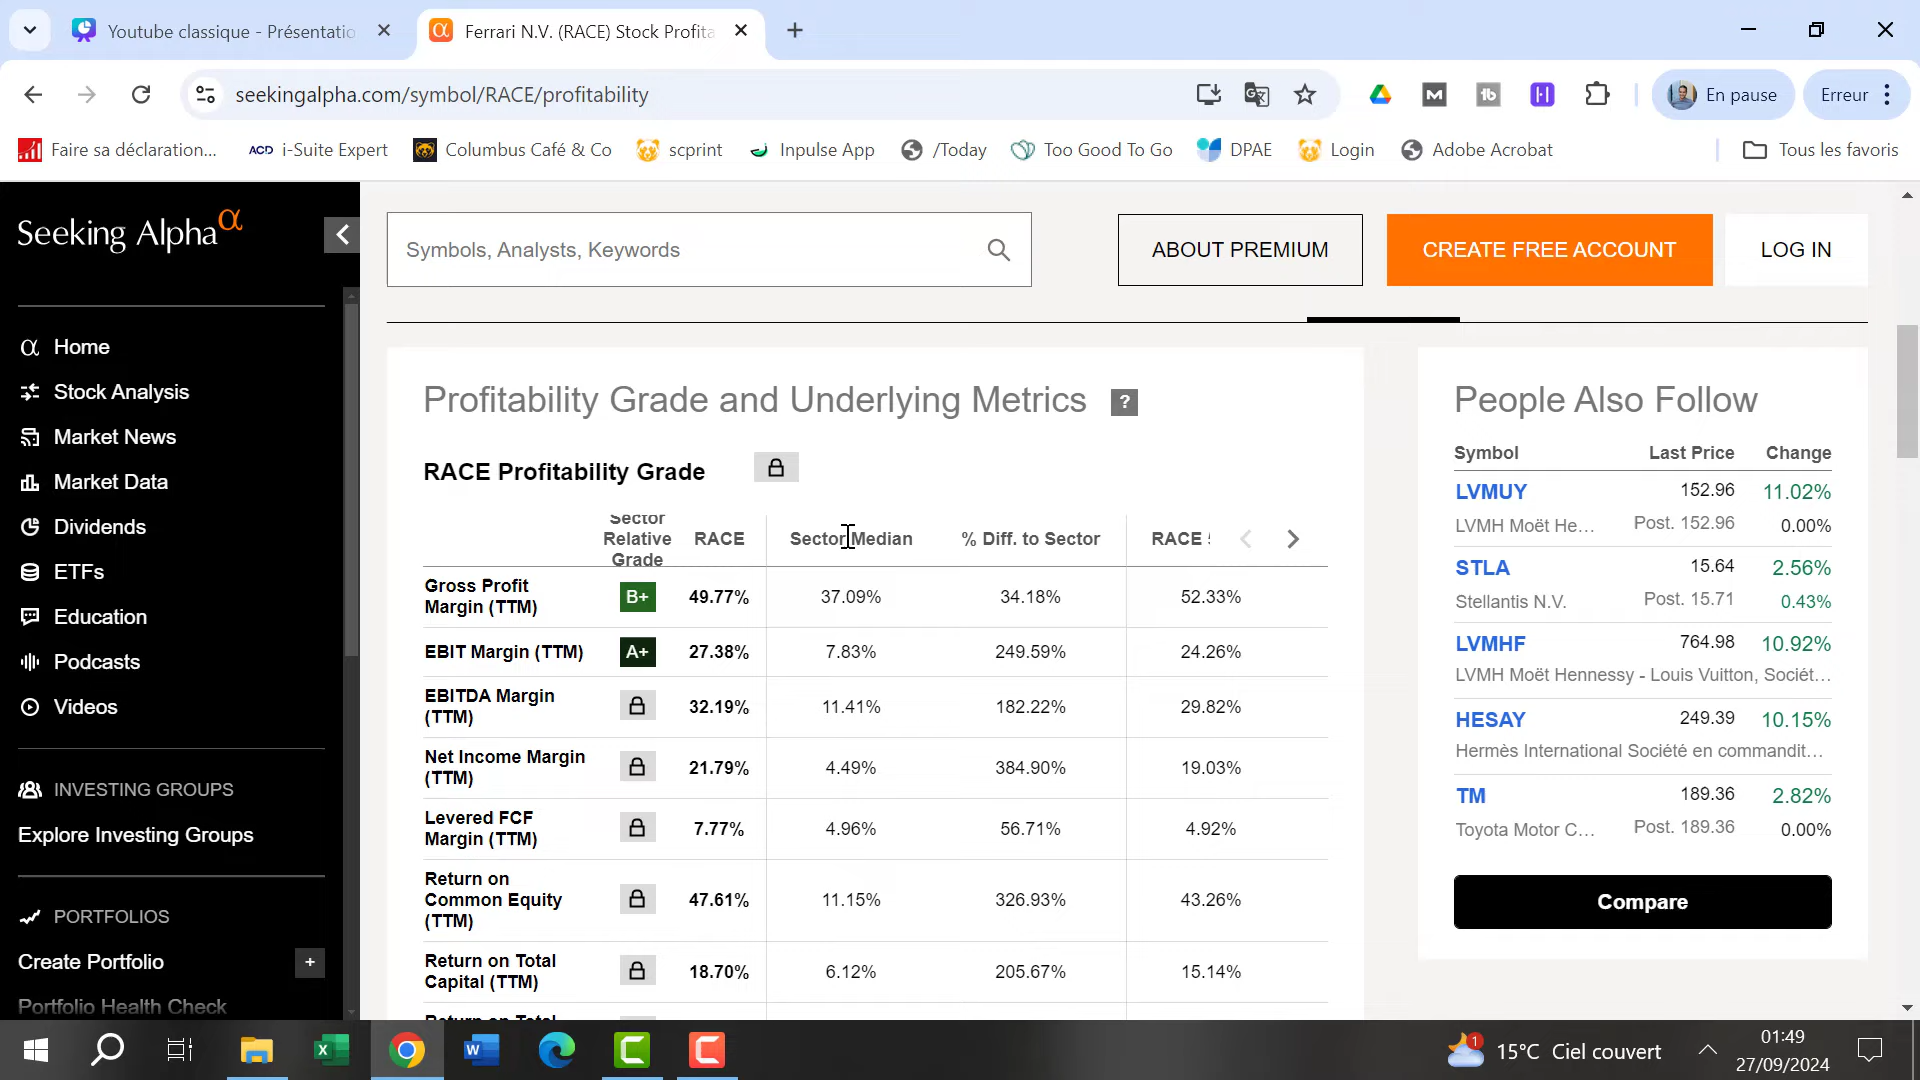 Youtube classique - Présentatio
Ferrari N.V. (RACE) Stock Profita
seekingalpha.com/symbol/RACE/profitability
En pause
Erreur
Faire sa déclaration...
ACD i-Suite Expert
Columbus Café & Co
scprint
Inpulse App
/Today
Too Good To Go
DPAE
Login
Adobe Acrobat
Tous les favoris
Seeking Alpha α
Symbols, Analysts, Keywords
ABOUT PREMIUM
CREATE FREE ACCOUNT
LOG IN
Home
Stock Analysis
Market News
Market Data
Dividends
ETFs
Education
Podcasts
Videos
INVESTING GROUPS
Explore Investing Groups
PORTFOLIOS
Create Portfolio +
Portfolio Health Check
Profitability Grade and Underlying Metrics ?
RACE Profitability Grade
Sector Relative Grade RACE Sector Median % Diff. to Sector RACE
Gross Profit Margin (TTM) B+ 49.77% 37.09% 34.18% 52.33%
EBIT Margin (TTM) A+ 27.38% 7.83% 249.59% 24.26%
EBITDA Margin (TTM) 32.19% 11.41% 182.22% 29.82%
Net Income Margin (TTM) 21.79% 4.49% 384.90% 19.03%
Levered FCF Margin (TTM) 7.77% 4.96% 56.71% 4.92%
Return on Common Equity (TTM) 47.61% 11.15% 326.93% 43.26%
Return on Total Capital (TTM) 18.70% 6.12% 205.67% 15.14%
Return on Total
People Also Follow
Symbol Last Price Change
LVMUY 152.96 11.02%
LVMH Moët He... Post. 152.96 0.00%
STLA 15.64 2.56%
Stellantis N.V. Post. 15.71 0.43%
LVMHF 764.98 10.92%
LVMH Moët Hennessy - Louis Vuitton, Sociét...
HESAY 249.39 10.15%
Hermès International Société en commandit...
TM 189.36 2.82%
Toyota Motor C... Post. 189.36 0.00%
Compare
1
15°C Ciel couvert
01:49
27/09/2024